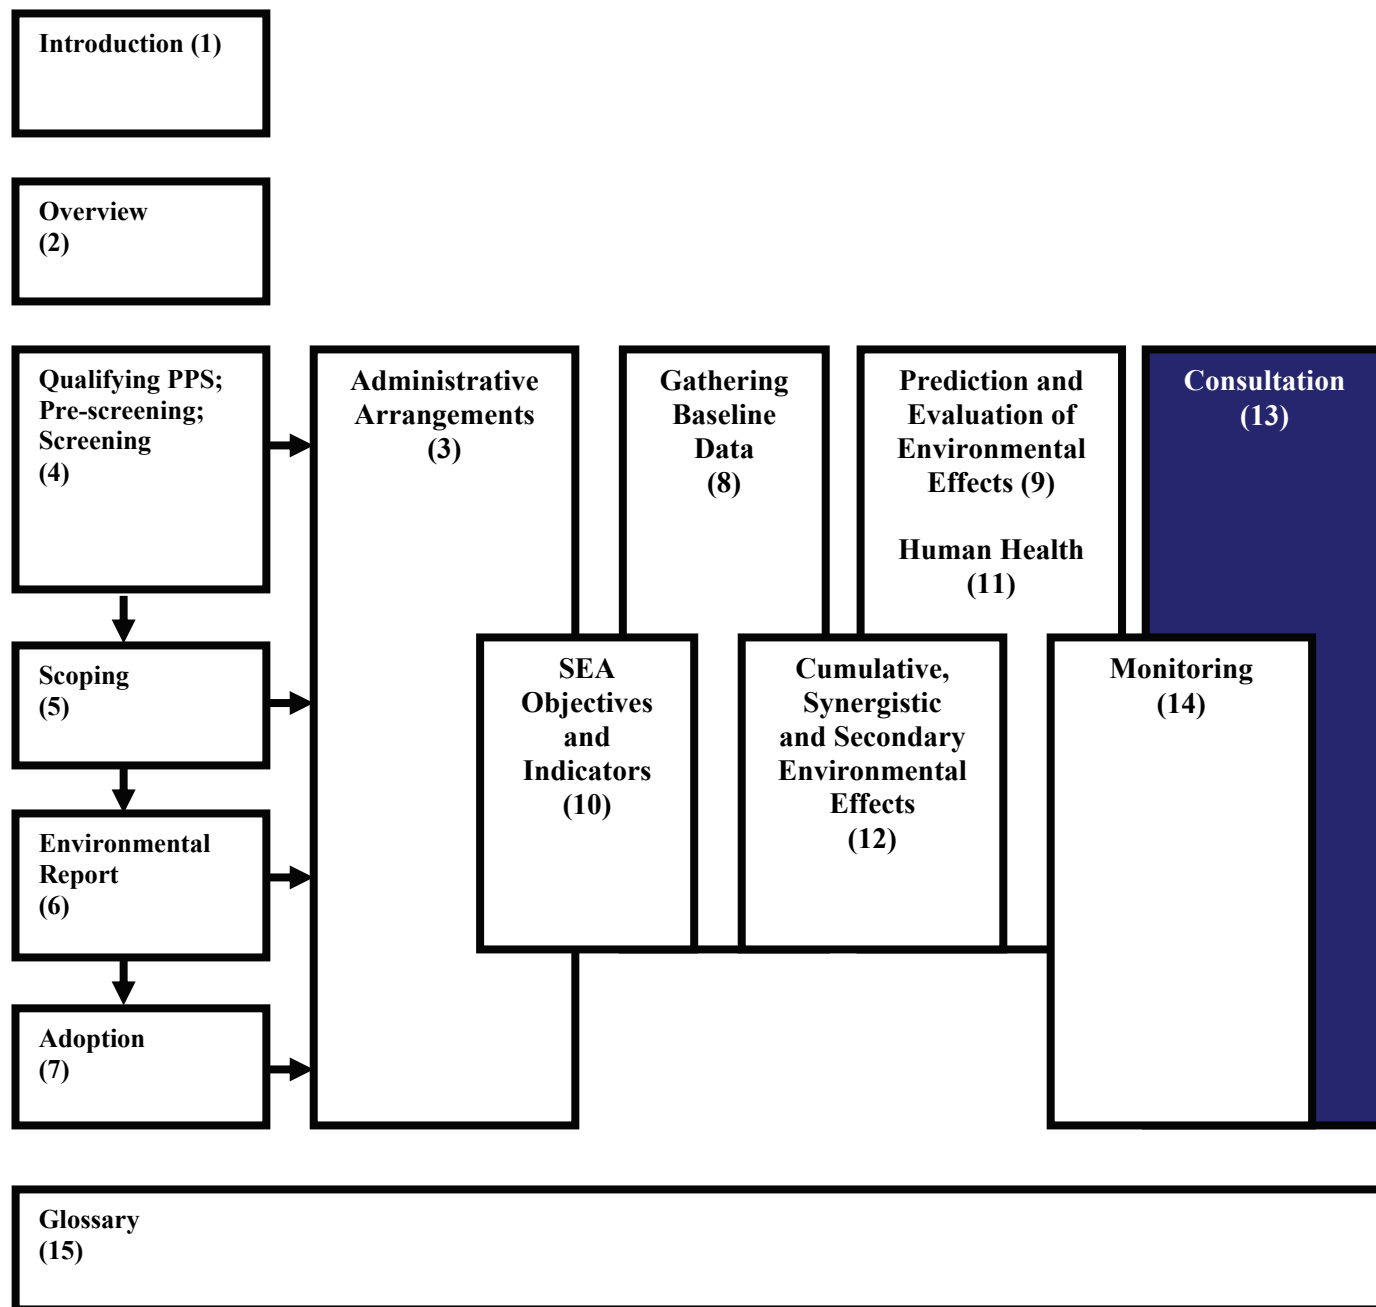 Introduction (1)
Overview
(2)
Qualifying PPS;
Pre-screening;
Screening
(4)
Administrative
Arrangements
(3)
Gathering
Baseline
Data
(8)
Prediction and
Evaluation of
Environmental
Effects (9)
Human Health
(11)
Consultation
(13)
Scoping
(5)
SEA
Objectives
and
Indicators
(10)
Cumulative,
Synergistic
and Secondary
Environmental
Effects
(12)
Monitoring
(14)
Environmental
Report
(6)
Adoption
(7)
Glossary
(15)